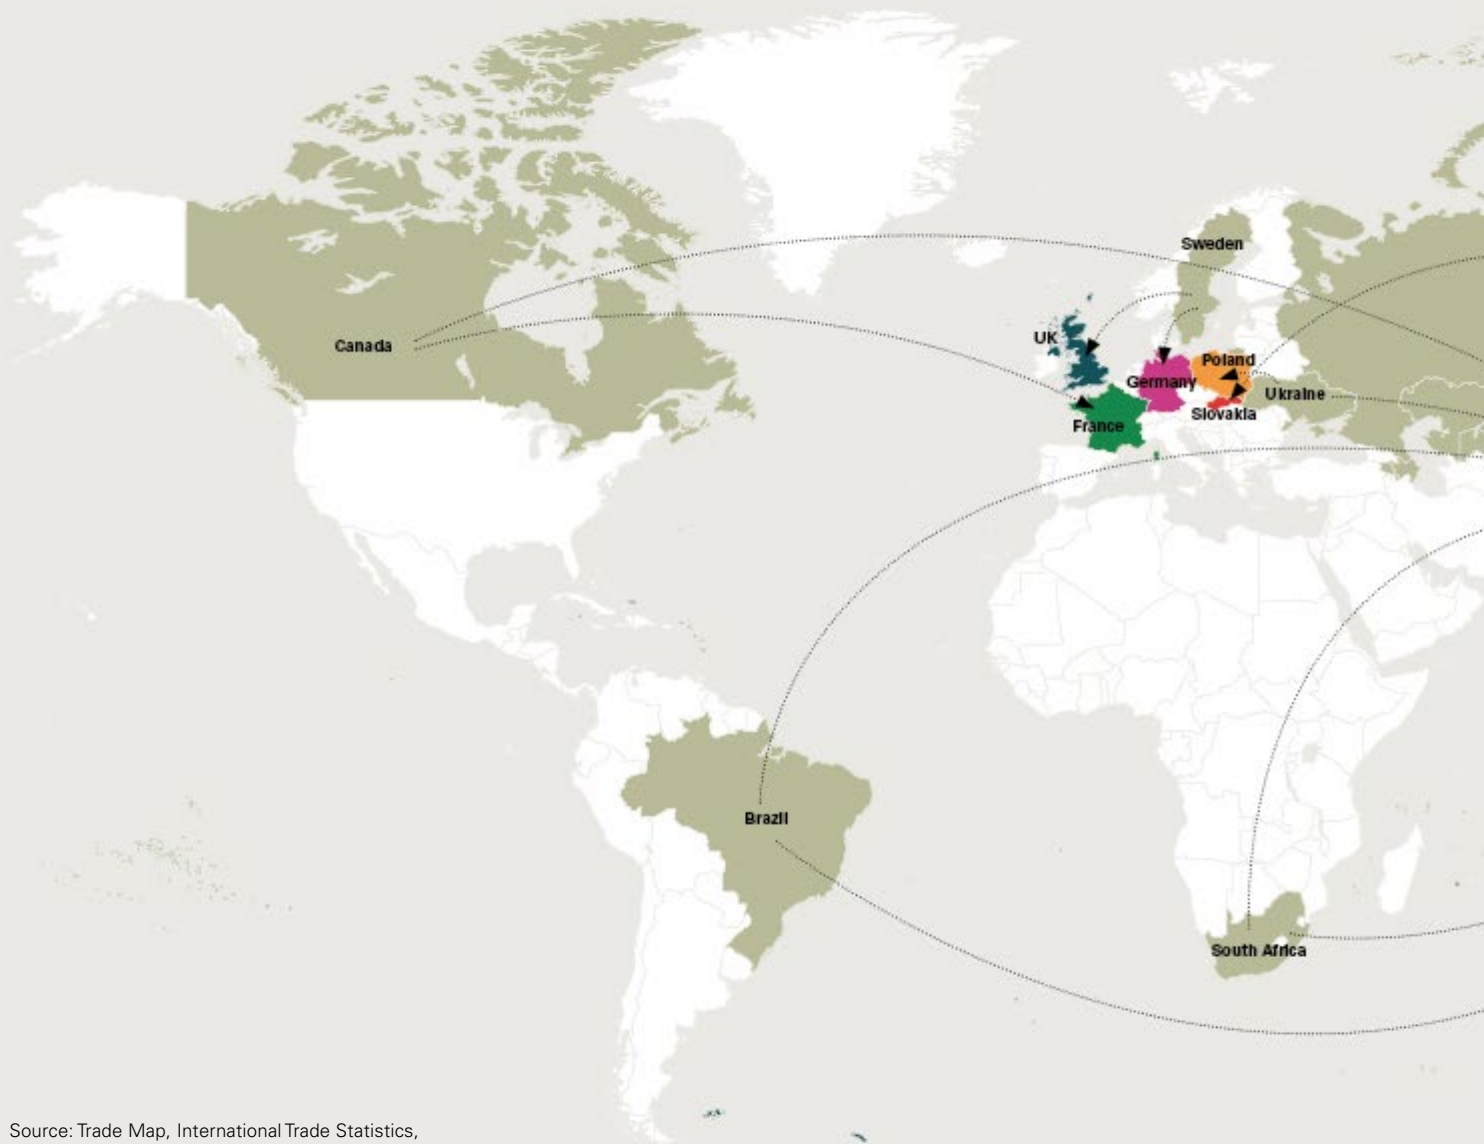 Sweden
UK
Canada
Poland
Germany
Ukraine
Slovakia
France
Brazil
South Africa
Source: Trade Map, International Trade Statistics,